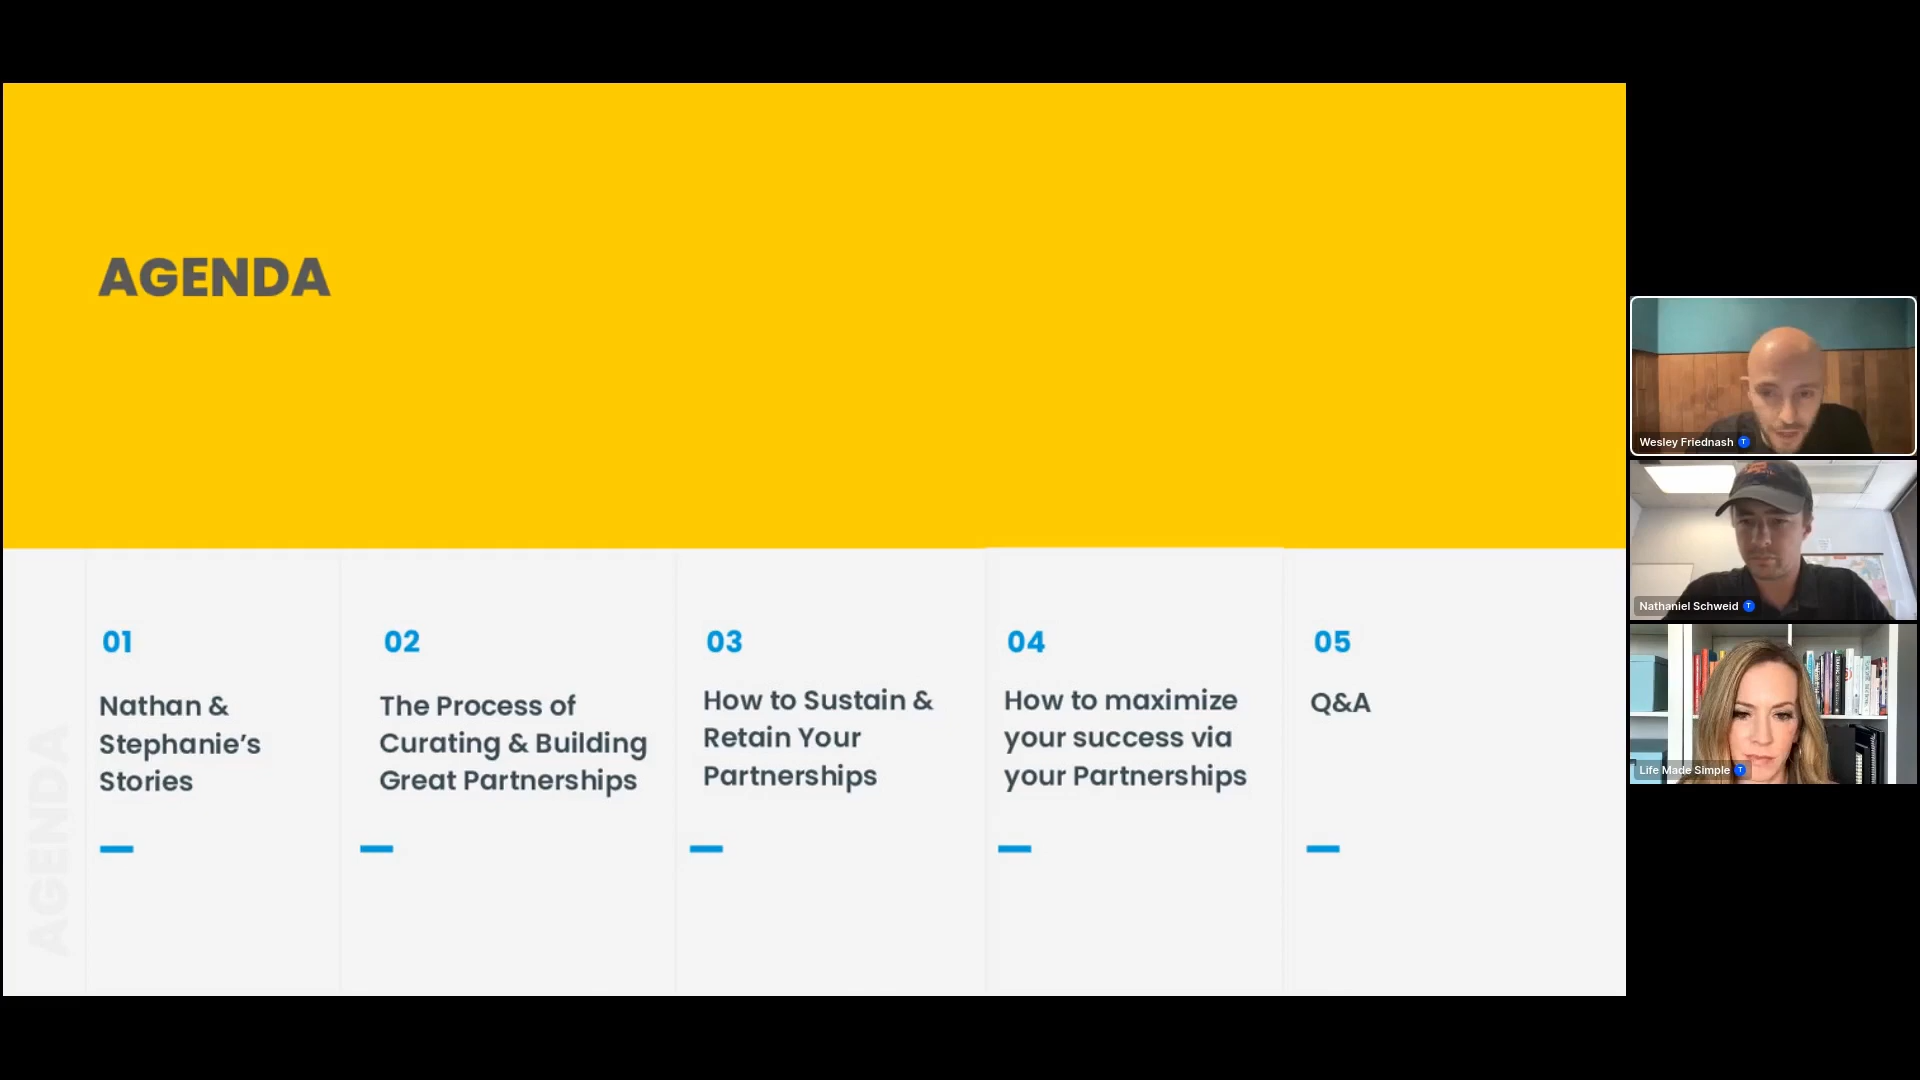 AGENDA
01
Nathan &
Stephanie's
Stories
02
The Process of
Curating & Building
Great Partnerships
03
How to Sustain &
Retain Your
Partnerships
04
How to maximize
your success via
your Partnerships
05
Q&A
AGENDA
Wesley Friednash T
Nathaniel Schweid T
Life Made Simple T